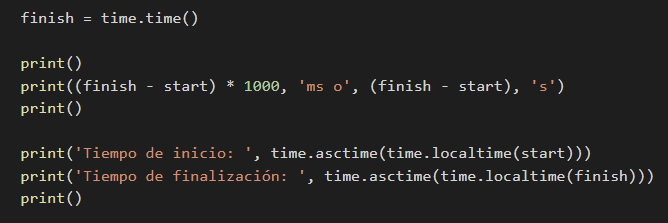 finish = time.time()
print()
print((finish - start) * 1000, 'ms o', (finish - start), 's')
print()
print('Tiempo de inicio: ', time.asctime(time.localtime(start)))
print('Tiempo de finalización: ', time.asctime(time.localtime(finish)))
print()